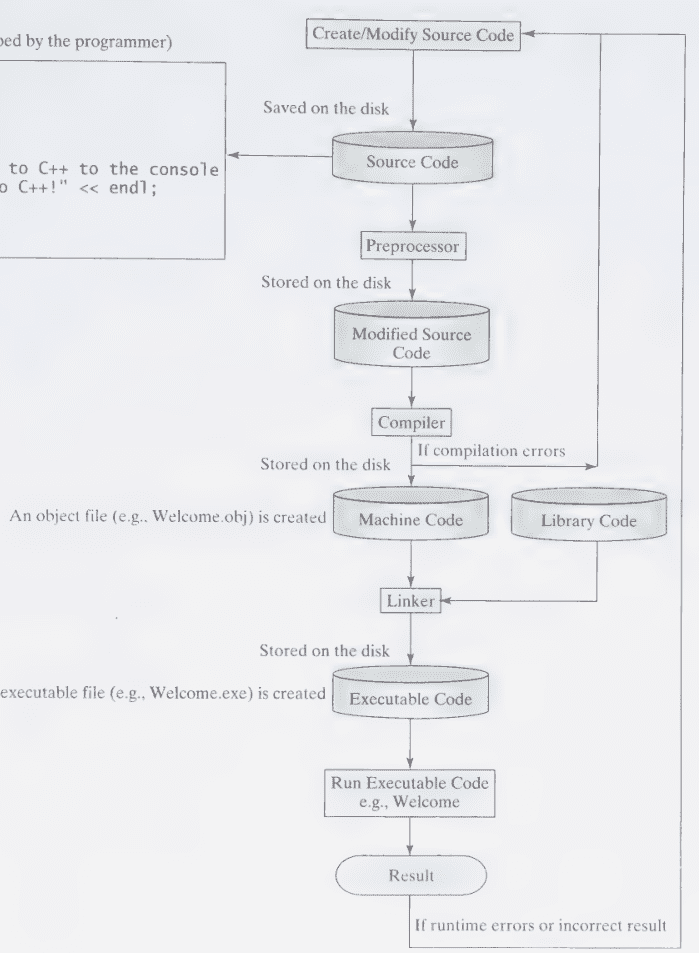 Create/Modify Source Code
ped by the programmer)
Saved on the disk
to C++ to the console
o C++!" << endl;
Source Code
Preprocessor
Stored on the disk
Modified Source
Code
Compiler
If compilation errors
Stored on the disk
An object file (e.g., Welcome.obj) is created
Machine Code
Library Code
Linker
Stored on the disk
executable file (e.g., Welcome.exe) is created
Executable Code
Run Executable Code
e.g., Welcome
Result
If runtime errors or incorrect result